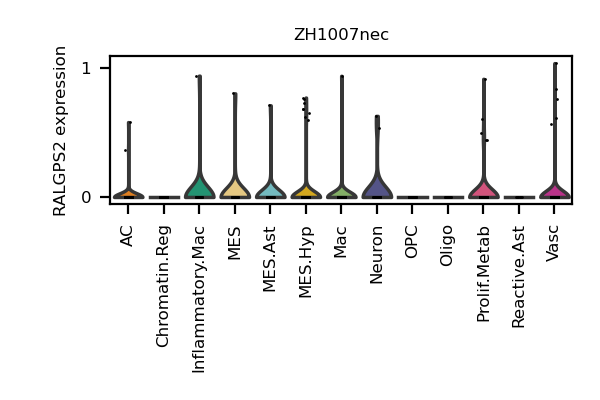 ZH1007nec
RALGPS2 expression
1
0
AC
Chromatin.Reg
Inflammatory.Mac
MES
MES.Ast
MES.Hyp
Mac
Neuron
OPC
Oligo
Prolif.Metab
Reactive.Ast
Vasc